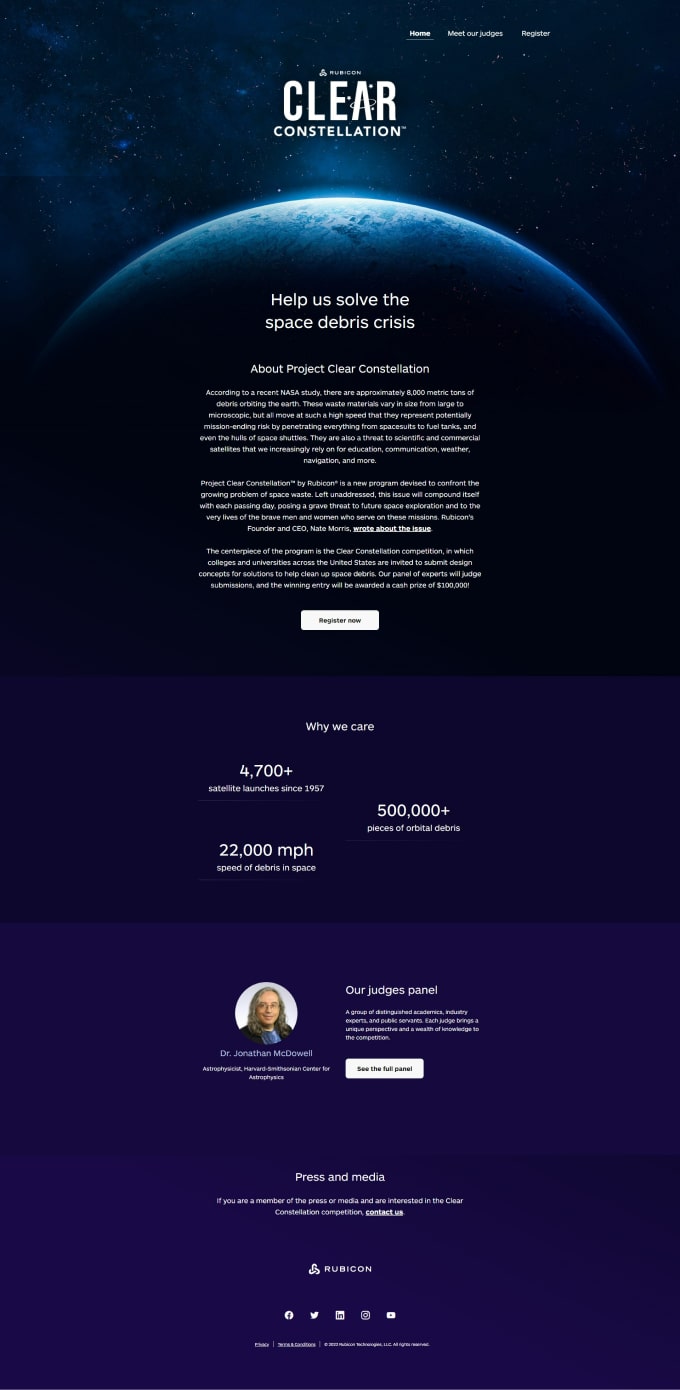 Home Meet our judges Register
RUBICON
CLEAR
CONSTELLATION™
Help us solve the
space debris crisis
About Project Clear Constellation
According to a recent NASA study, there are approximately 8,000 metric tons of
debris orbiting the earth. These waste materials vary in size from large to
microscopic, but all move at such a high speed that they represent potentially
mission-ending risk by penetrating everything from spacesuits to fuel tanks, and
even the hulls of space shuttles. They are also a threat to scientific and commercial
satellites that we increasingly rely on for education, communication, weather,
navigation, and more.
Project Clear Constellation™ by Rubicon® is a new program devised to confront the
growing problem of space waste. Left unaddressed, this issue will compound itself
with each passing day, posing a grave threat to future space exploration and to the
very lives of the brave men and women who serve on these missions. Rubicon's
Founder and CEO, Nate Morris, wrote about the issue.
The centerpiece of the program is the Clear Constellation competition, in which
colleges and universities across the United States are invited to submit design
concepts for solutions to help clean up space debris. Our panel of experts will judge
submissions, and the winning entry will be awarded a cash prize of $100,000!
Register now
Why we care
4,700+
satellite launches since 1957
500,000+
pieces of orbital debris
22,000 mph
speed of debris in space
Dr. Jonathan McDowell
Astrophysicist, Harvard-Smithsonian Center for
Astrophysics
Our judges panel
A group of distinguished academics, industry
experts, and public servants. Each judge brings a
unique perspective and a wealth of knowledge to
the competition.
See the full panel
Press and media
If you are a member of the press or media and are interested in the Clear
Constellation competition, contact us.
RUBICON
Privacy | Terms & Conditions | © 2022 Rubicon Technologies, LLC. All rights reserved.